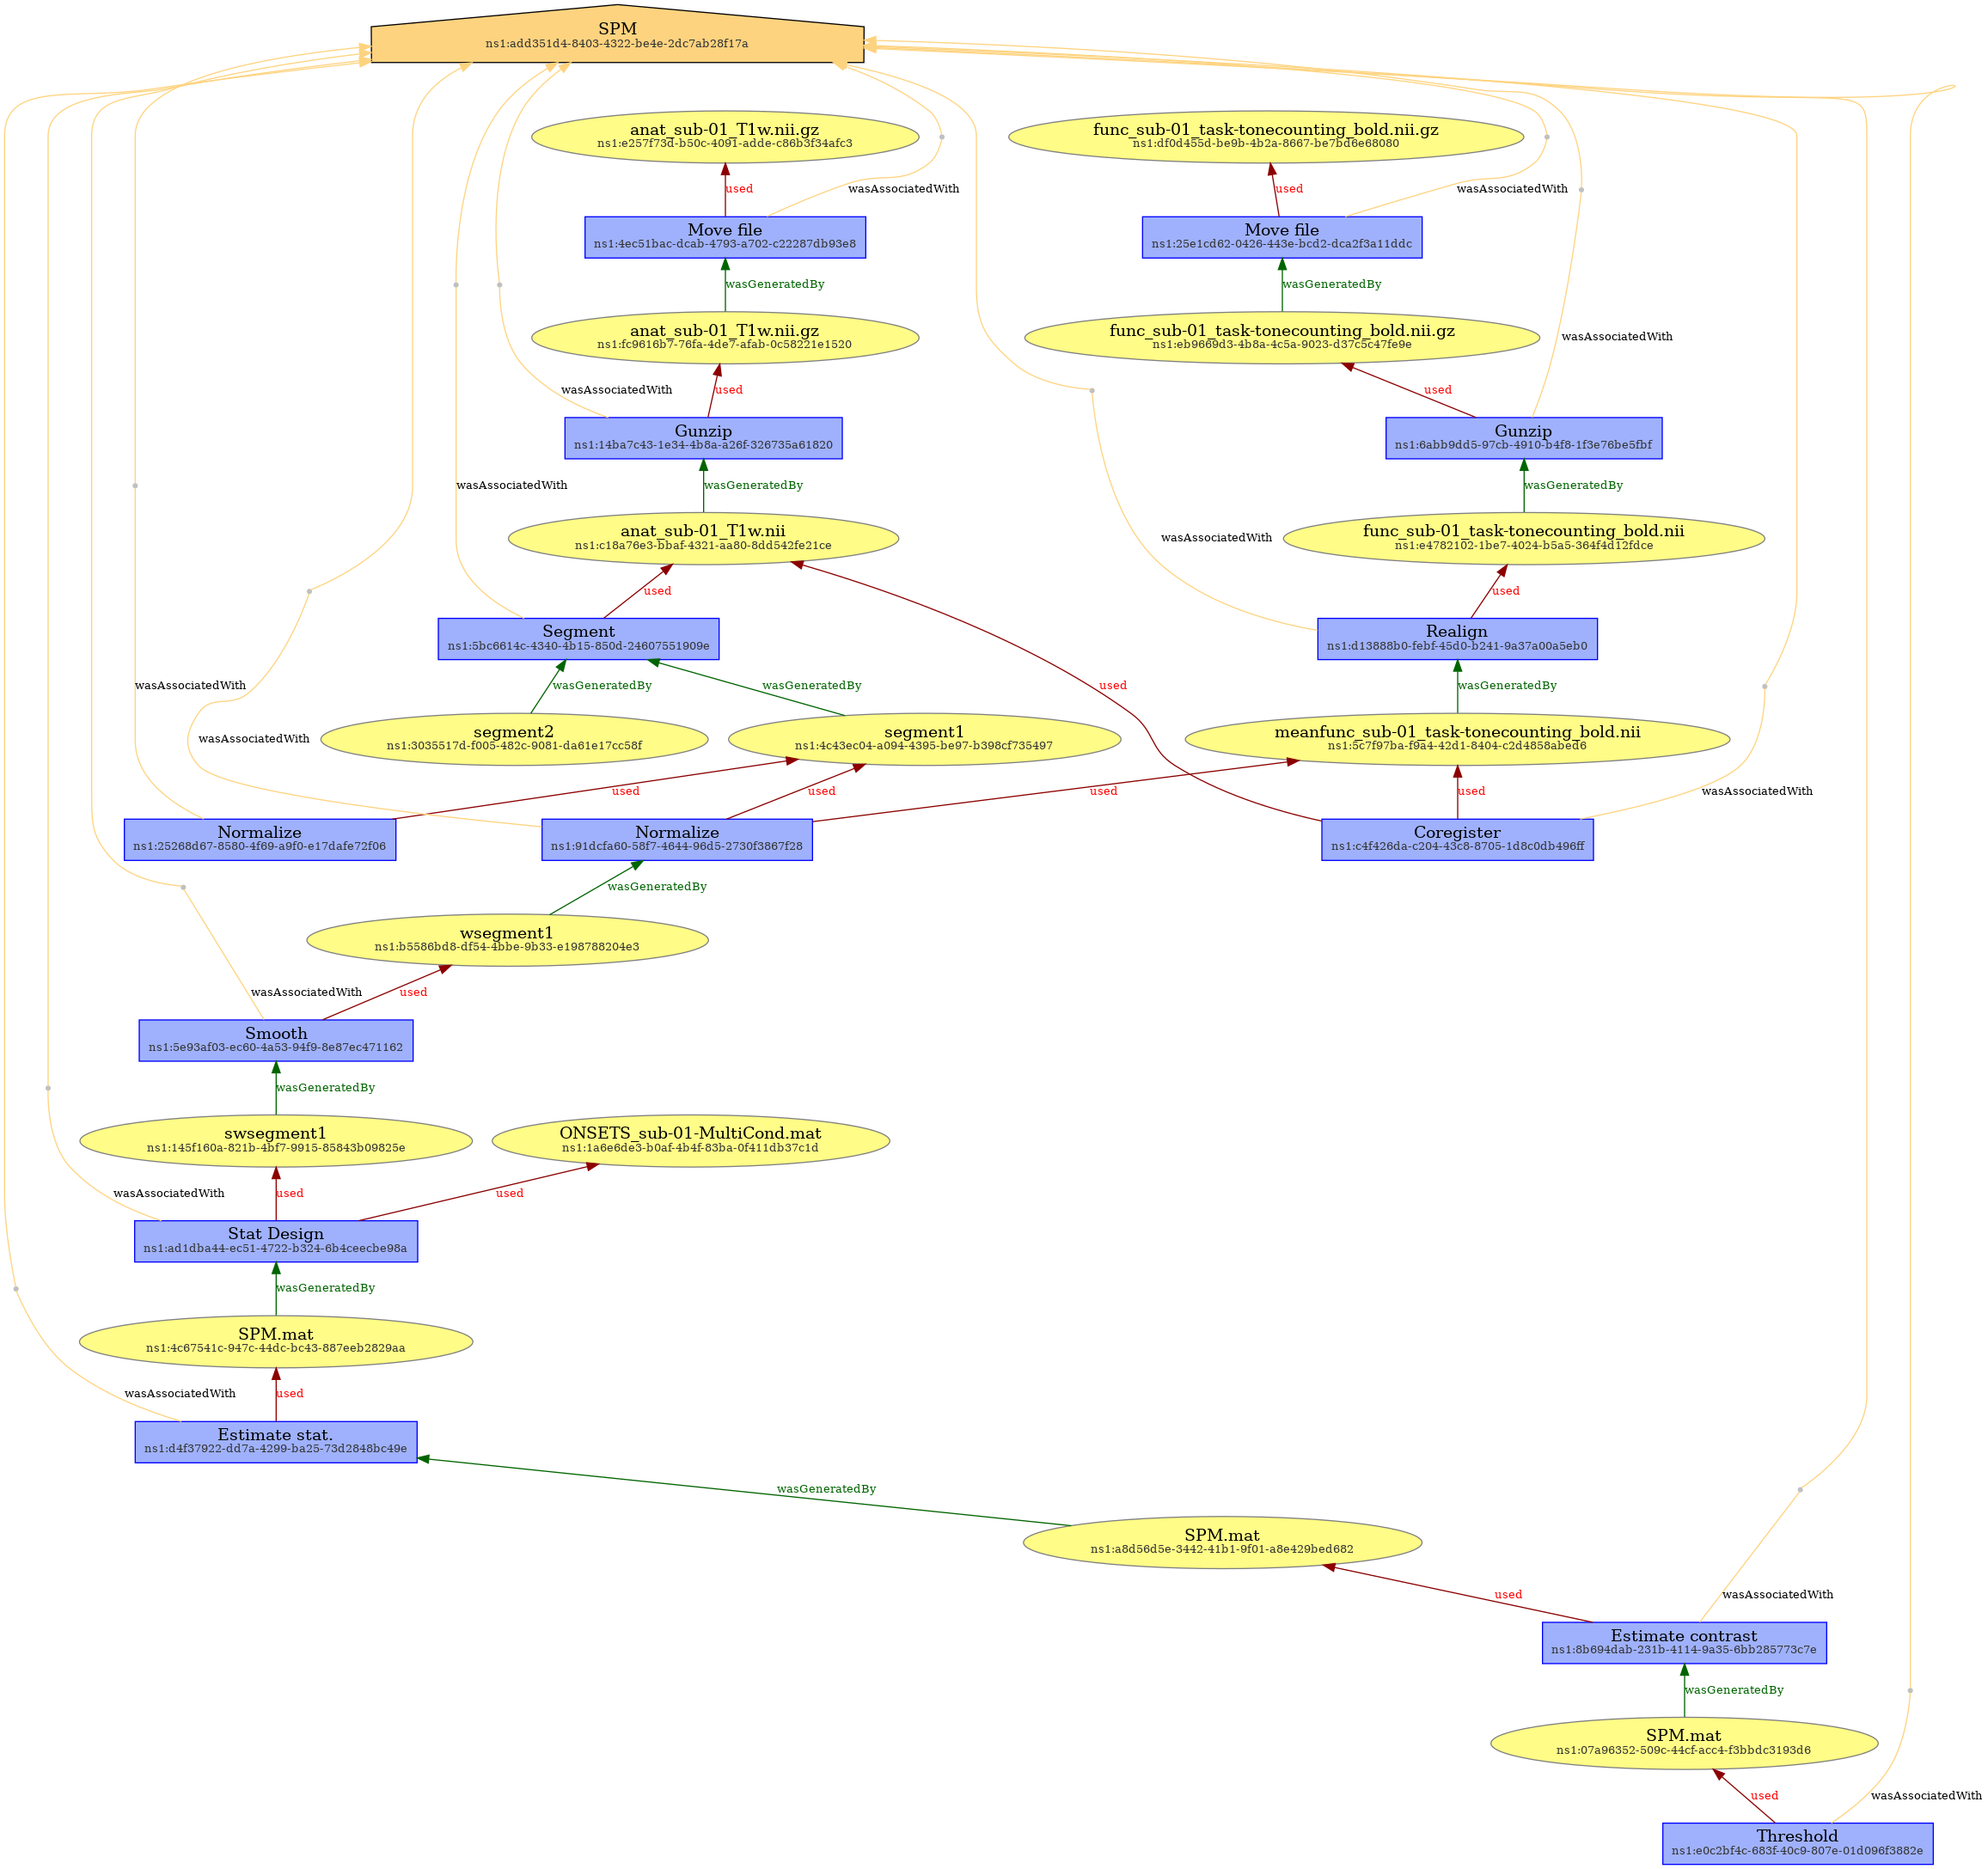 SPM
ns1:add351d4-8403-4322-be4e-2dc7ab28f17a
anat_sub-01_T1w.nii.gz
ns1:e257f73d-b50c-4091-adde-c86b3f34afc3
func_sub-01_task-tonecounting_bold.nii.gz
ns1:df0d455d-be9b-4b2a-8667-be7bd6e68080
used
wasAssociatedWith
used
wasAssociatedWith
Move file
ns1:4ec51bac-dcab-4793-a702-c22287db93e8
Move file
ns1:25e1cd62-0426-443e-bcd2-dca2f3a11ddc
wasGeneratedBy
wasGeneratedBy
anat_sub-01_T1w.nii.gz
ns1:fc9616b7-76fa-4de7-afab-0c58221e1520
func_sub-01_task-tonecounting_bold.nii.gz
ns1:eb9669d3-4b8a-4c5a-9023-d37c5c47fe9e
wasAssociatedWith
wasAssociatedWith
used
used
Gunzip
ns1:14ba7c43-1e34-4b8a-a26f-326735a61820
Gunzip
ns1:6abb9dd5-97cb-4910-b4f8-1f3e76be5fbf
wasAssociatedWith
wasGeneratedBy
wasGeneratedBy
anat_sub-01_T1w.nii
ns1:c18a76e3-bbaf-4321-aa80-8dd542fe21ce
wasAssociatedWith
func_sub-01_task-tonecounting_bold.nii
ns1:e4782102-1be7-4024-b5a5-364f4d12fdce
used
used
Segment
ns1:5bc6614c-4340-4b15-850d-24607551909e
Realign
ns1:d13888b0-febf-45d0-b241-9a37a00a5eb0
wasAssociatedWith
wasGeneratedBy
wasGeneratedBy
used
wasGeneratedBy
wasAssociatedWith
segment2
ns1:3035517d-f005-482c-9081-da61e17cc58f
segment1
ns1:4c43ec04-a094-4395-be97-b398cf735497
meanfunc_sub-01_task-tonecounting_bold.nii
ns1:5c7f97ba-f9a4-42d1-8404-c2d4858abed6
used
used
used
used
wasAssociatedWith
Normalize
ns1:25268d67-8580-4f69-a9f0-e17dafe72f06
Normalize
ns1:91dcfa60-58f7-4644-96d5-2730f3867f28
Coregister
ns1:c4f426da-c204-43c8-8705-1d8c0db496ff
wasGeneratedBy
wsegment1
ns1:b5586bd8-df54-4bbe-9b33-e198788204e3
wasAssociatedWith
used
Smooth
ns1:5e93af03-ec60-4a53-94f9-8e87ec471162
wasGeneratedBy
swsegment1
ns1:145f160a-821b-4bf7-9915-85843b09825e
ONSETS_sub-01-MultiCond.mat
ns1:1a6e6de3-b0af-4b4f-83ba-0f411db37c1d
wasAssociatedWith
used
used
Stat Design
ns1:ad1dba44-ec51-4722-b324-6b4ceecbe98a
wasGeneratedBy
SPM.mat
ns1:4c67541c-947c-44dc-bc43-887eeb2829aa
wasAssociatedWith
used
Estimate stat.
ns1:d4f37922-dd7a-4299-ba25-73d2848bc49e
wasGeneratedBy
SPM.mat
ns1:a8d56d5e-3442-41b1-9f01-a8e429bed682
used
wasAssociatedWith
Estimate contrast
ns1:8b694dab-231b-4114-9a35-6bb285773c7e
wasGeneratedBy
SPM.mat
ns1:07a96352-509c-44cf-acc4-f3bbdc3193d6
used
wasAssociatedWith
Threshold
ns1:e0c2bf4c-683f-40c9-807e-01d096f3882e